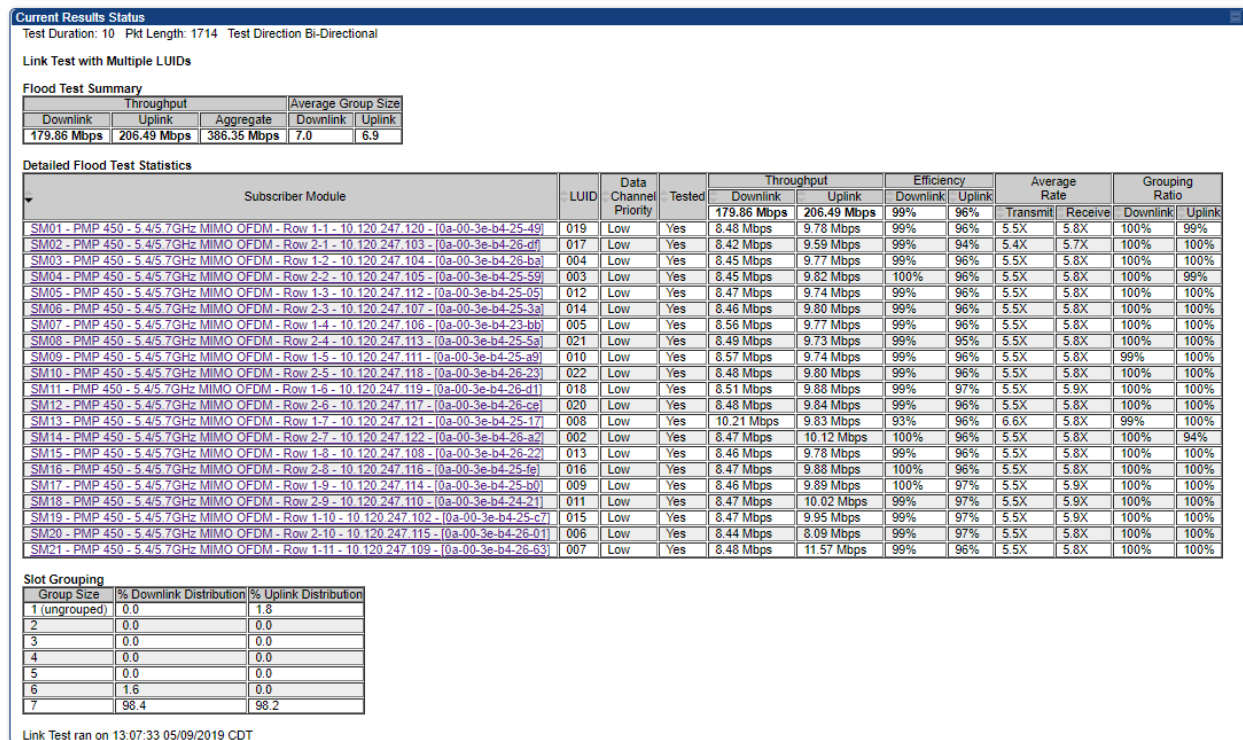 Current Results Status
Test Duration: 10 Pkt Length: 1714 Test Direction Bi-Directional
Link Test with Multiple LUIDs
Flood Test Summary
Throughput Average Group Size
Downlink Uplink Aggregate Downlink Uplink
179.86 Mbps 206.49 Mbps 386.35 Mbps 7.0 6.9
Detailed Flood Test Statistics
Subscriber Module LUID Data Channel Priority Tested Throughput Efficiency Average Rate Grouping Ratio
Downlink Uplink Downlink Uplink
179.86 Mbps 206.49 Mbps 99% 96% Transmit Receive Downlink Uplink
SM01 - PMP 450 - 5.4/5.7GHz MIMO OFDM - Row 1-1 - 10.120.247.120 - [0a-00-3e-b4-25-49] 019 Low Yes 8.48 Mbps 9.78 Mbps 99% 96% 5.5X 5.8X 100% 99%
SM02 - PMP 450 - 5.4/5.7GHz MIMO OFDM - Row 2-1 - 10.120.247.103 - [0a-00-3e-b4-26-df] 017 Low Yes 8.42 Mbps 9.59 Mbps 99% 94% 5.4X 5.7X 100% 100%
SM03 - PMP 450 - 5.4/5.7GHz MIMO OFDM - Row 1-2 - 10.120.247.104 - [0a-00-3e-b4-26-ba] 004 Low Yes 8.45 Mbps 9.77 Mbps 99% 96% 5.5X 5.8X 100% 100%
SM04 - PMP 450 - 5.4/5.7GHz MIMO OFDM - Row 2-2 - 10.120.247.105 - [0a-00-3e-b4-25-59] 003 Low Yes 8.45 Mbps 9.82 Mbps 100% 96% 5.5X 5.8X 100% 99%
SM05 - PMP 450 - 5.4/5.7GHz MIMO OFDM - Row 1-3 - 10.120.247.112 - [0a-00-3e-b4-25-05] 012 Low Yes 8.47 Mbps 9.74 Mbps 99% 96% 5.5X 5.8X 100% 100%
SM06 - PMP 450 - 5.4/5.7GHz MIMO OFDM - Row 2-3 - 10.120.247.107 - [0a-00-3e-b4-25-3a] 014 Low Yes 8.46 Mbps 9.80 Mbps 99% 96% 5.5X 5.8X 100% 100%
SM07 - PMP 450 - 5.4/5.7GHz MIMO OFDM - Row 1-4 - 10.120.247.106 - [0a-00-3e-b4-23-bb] 005 Low Yes 8.56 Mbps 9.77 Mbps 99% 96% 5.5X 5.8X 100% 100%
SM08 - PMP 450 - 5.4/5.7GHz MIMO OFDM - Row 2-4 - 10.120.247.113 - [0a-00-3e-b4-25-5a] 021 Low Yes 8.49 Mbps 9.73 Mbps 99% 95% 5.5X 5.8X 100% 100%
SM09 - PMP 450 - 5.4/5.7GHz MIMO OFDM - Row 1-5 - 10.120.247.111 - [0a-00-3e-b4-25-a9] 010 Low Yes 8.57 Mbps 9.74 Mbps 99% 96% 5.5X 5.8X 99% 100%
SM10 - PMP 450 - 5.4/5.7GHz MIMO OFDM - Row 2-5 - 10.120.247.118 - [0a-00-3e-b4-26-23] 022 Low Yes 8.48 Mbps 9.80 Mbps 99% 96% 5.5X 5.8X 100% 100%
SM11 - PMP 450 - 5.4/5.7GHz MIMO OFDM - Row 1-6 - 10.120.247.119 - [0a-00-3e-b4-26-d1] 018 Low Yes 8.51 Mbps 9.88 Mbps 99% 97% 5.5X 5.9X 100% 100%
SM12 - PMP 450 - 5.4/5.7GHz MIMO OFDM - Row 2-6 - 10.120.247.117 - [0a-00-3e-b4-26-ce] 020 Low Yes 8.48 Mbps 9.84 Mbps 99% 96% 5.5X 5.8X 100% 100%
SM13 - PMP 450 - 5.4/5.7GHz MIMO OFDM - Row 1-7 - 10.120.247.121 - [0a-00-3e-b4-25-17] 008 Low Yes 10.21 Mbps 9.83 Mbps 93% 96% 6.6X 5.8X 99% 100%
SM14 - PMP 450 - 5.4/5.7GHz MIMO OFDM - Row 2-7 - 10.120.247.122 - [0a-00-3e-b4-26-a2] 002 Low Yes 8.47 Mbps 10.12 Mbps 100% 96% 5.5X 5.8X 100% 94%
SM15 - PMP 450 - 5.4/5.7GHz MIMO OFDM - Row 1-8 - 10.120.247.108 - [0a-00-3e-b4-26-22] 013 Low Yes 8.46 Mbps 9.78 Mbps 99% 96% 5.5X 5.8X 100% 100%
SM16 - PMP 450 - 5.4/5.7GHz MIMO OFDM - Row 2-8 - 10.120.247.116 - [0a-00-3e-b4-25-fe] 016 Low Yes 8.47 Mbps 9.88 Mbps 100% 96% 5.5X 5.8X 100% 100%
SM17 - PMP 450 - 5.4/5.7GHz MIMO OFDM - Row 1-9 - 10.120.247.114 - [0a-00-3e-b4-25-b0] 009 Low Yes 8.46 Mbps 9.89 Mbps 100% 97% 5.5X 5.9X 100% 100%
SM18 - PMP 450 - 5.4/5.7GHz MIMO OFDM - Row 2-9 - 10.120.247.110 - [0a-00-3e-b4-24-21] 011 Low Yes 8.47 Mbps 10.02 Mbps 99% 97% 5.5X 5.9X 100% 100%
SM19 - PMP 450 - 5.4/5.7GHz MIMO OFDM - Row 1-10 - 10.120.247.102 - [0a-00-3e-b4-25-c7] 015 Low Yes 8.47 Mbps 9.95 Mbps 99% 97% 5.5X 5.9X 100% 100%
SM20 - PMP 450 - 5.4/5.7GHz MIMO OFDM - Row 2-10 - 10.120.247.115 - [0a-00-3e-b4-26-01] 006 Low Yes 8.44 Mbps 8.09 Mbps 99% 97% 5.5X 5.8X 100% 100%
SM21 - PMP 450 - 5.4/5.7GHz MIMO OFDM - Row 1-11 - 10.120.247.109 - [0a-00-3e-b4-26-63] 007 Low Yes 8.48 Mbps 11.57 Mbps 99% 96% 5.5X 5.8X 100% 100%
Slot Grouping
Group Size % Downlink Distribution % Uplink Distribution
1 (ungrouped) 0.0 1.8
2 0.0 0.0
3 0.0 0.0
4 0.0 0.0
5 0.0 0.0
6 1.6 0.0
7 98.4 98.2
Link Test ran on 13:07:33 05/09/2019 CDT